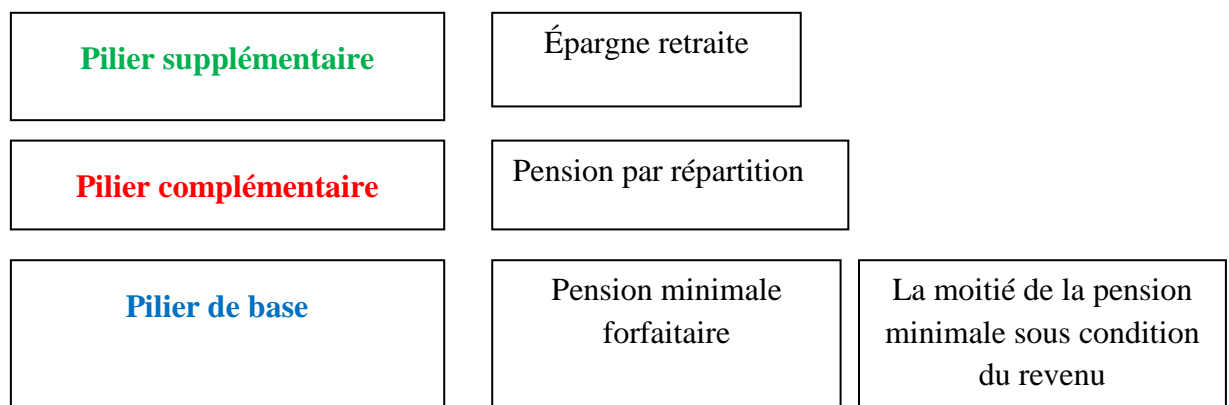 Pilier supplémentaire
Épargne retraite
Pilier complémentaire
Pension par répartition
Pilier de base
Pension minimale
forfaitaire
La moitié de la pension
minimale sous condition
du revenu